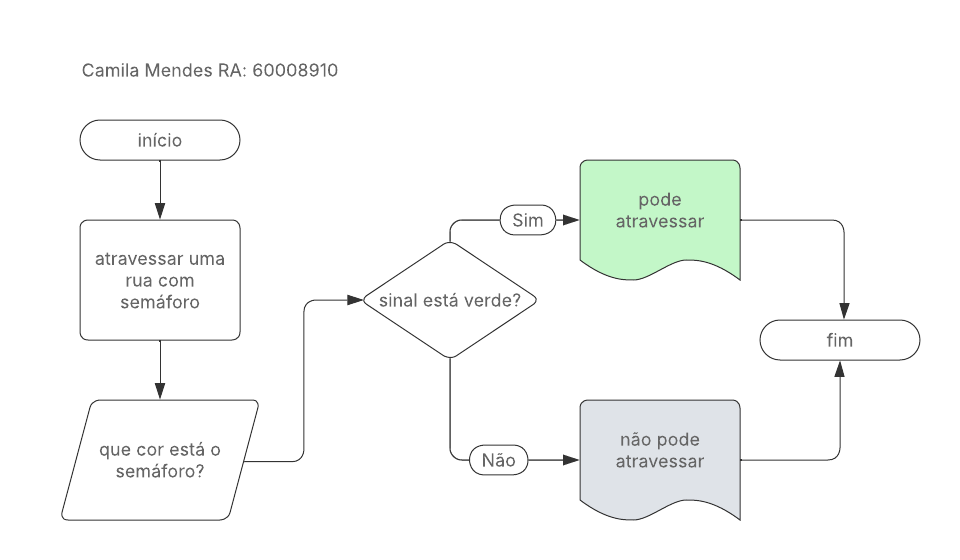 Camila Mendes RA: 60008910
início
atravessar uma
rua com
semáforo
que cor está o
semáforo?
sinal está verde?
Sim
pode
atravessar
Não
não pode
atravessar
fim